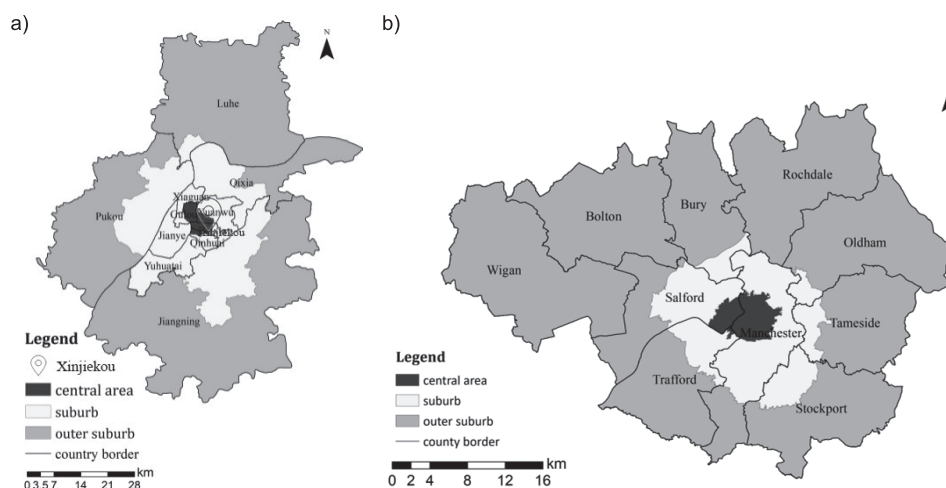 a)
N
Luhe
Qixia
Xiaguan
Pukou
Xuanwu
Jianye
Qinhuai
Yuhuatai
Jiangning
Legend
Xinjiekou
central area
suburb
outer suburb
country border
km
0 3.5 7 14 21 28
b)
Rochdale
Bury
Bolton
Oldham
Wigan
Salford
Manchester
Tameside
Trafford
Stockport
Legend
central area
suburb
outer suburb
county border
km
0 2 4 8 12 16